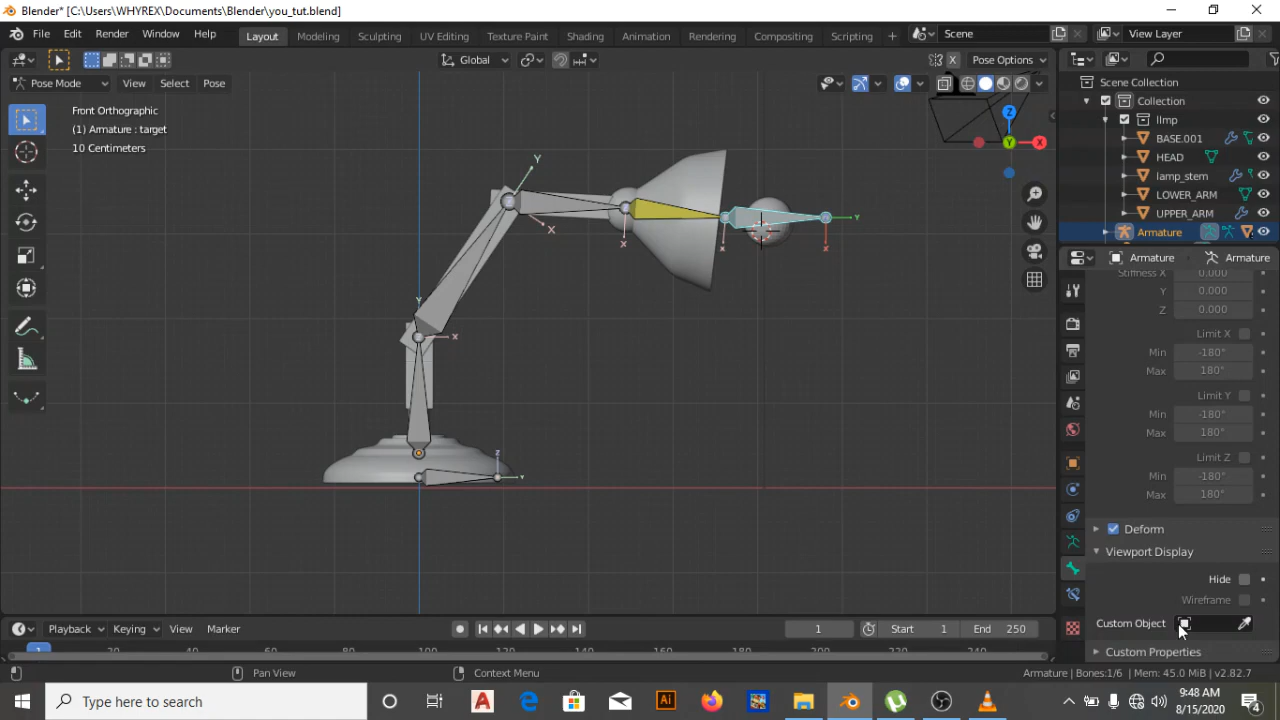 Blender* [C:\Users\WHYREX\Documents\Blender\you_tut.blend]
File Edit Render Window Help Layout Modeling Sculpting UV Editing Texture Paint Shading Animation Rendering Compositing Scripting + Scene View Layer
Global X Pose Options
Pose Mode View Select Pose
Scene Collection
Collection
llmp
BASE.001
HEAD
lamp_stem
LOWER_ARM
UPPER_ARM
Armature
Front Orthographic
(1) Armature : target
10 Centimeters
Z
Y
X
Y
X
X
Y
X
Y
X
Z
Y
Armature Armature
Stiffness X 0.000
Y 0.000
Z 0.000
Limit X
Min -180°
Max 180°
Limit Y
Min -180°
Max 180°
Limit Z
Min -180°
Max 180°
Deform
Viewport Display
Hide
Wireframe
Custom Object
Custom Properties
Playback Keying View Marker 1 Start 1 End 250
1
Pan View Context Menu Armature | Bones:1/6 | Mem: 45.0 MiB | v2.82.7
Type here to search
9:48 AM
8/15/2020
4